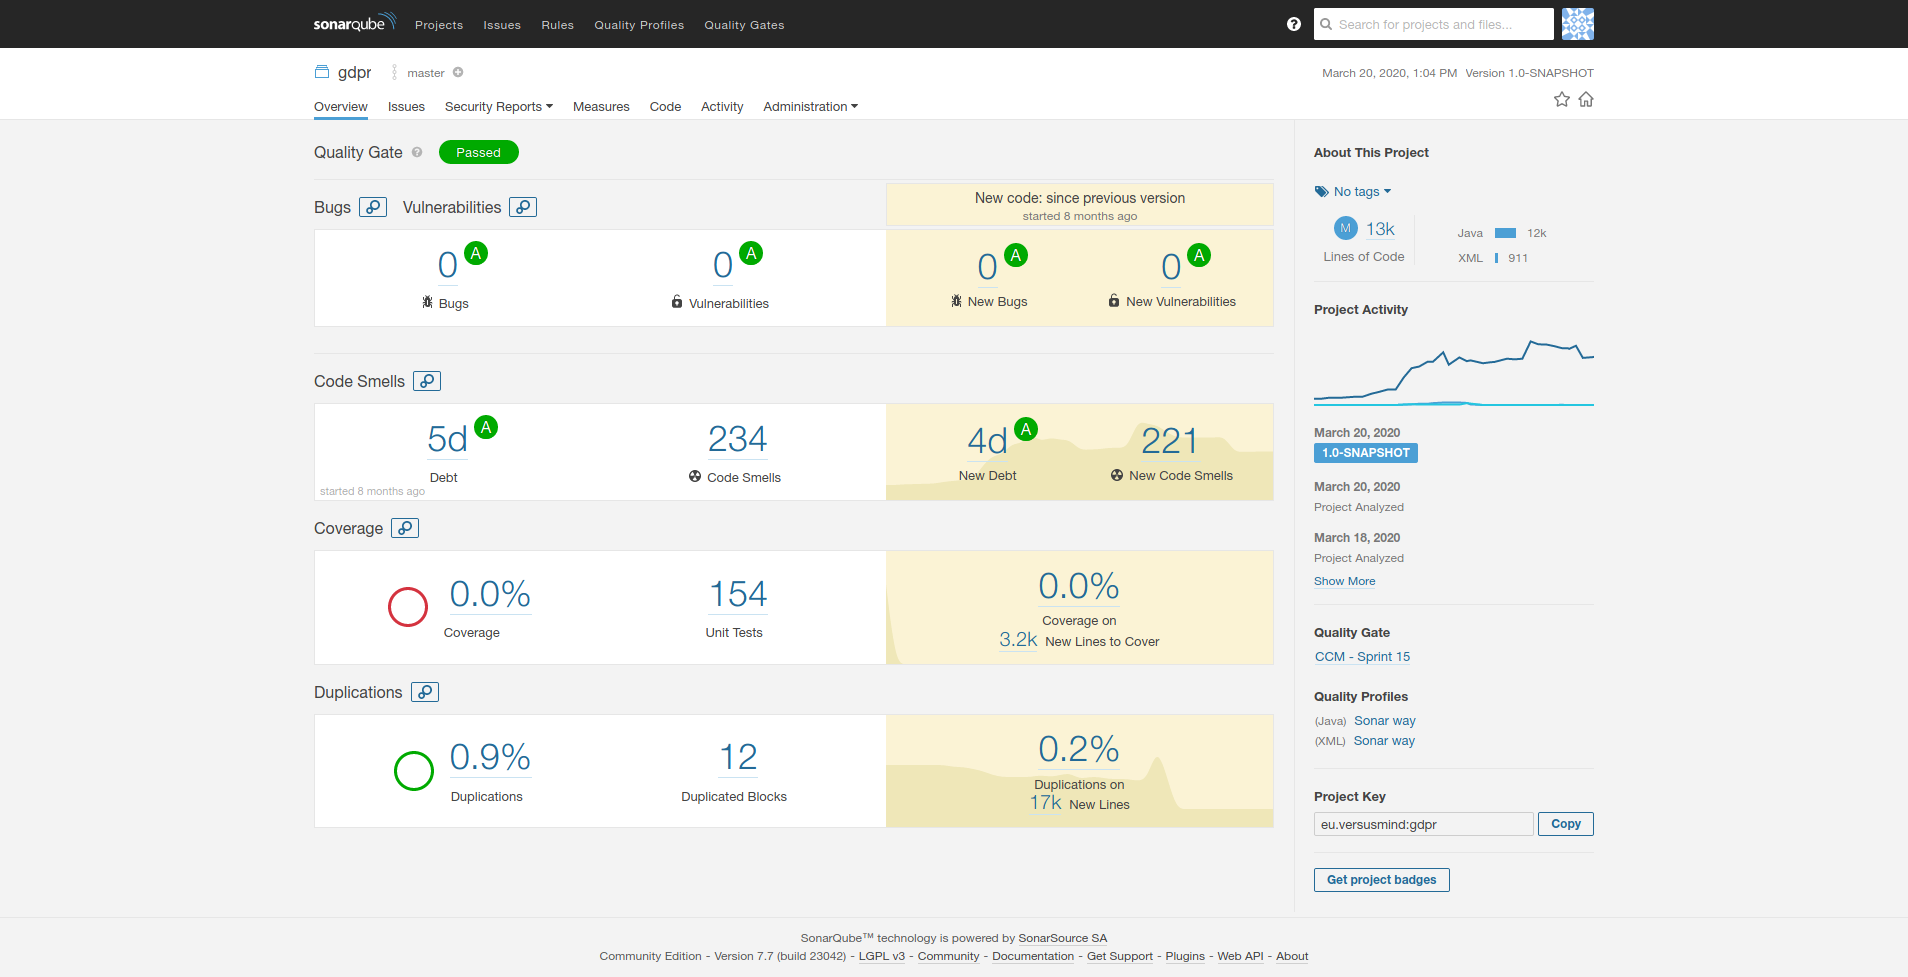 sonarqube Projects Issues Rules Quality Profiles Quality Gates ? Search for projects and files...
gdpr master March 20, 2020, 1:04 PM Version 1.0-SNAPSHOT
Overview Issues Security Reports Measures Code Activity Administration
Quality Gate ? Passed
Bugs Vulnerabilities
New code: since previous version
started 8 months ago
0 A
Bugs
0 A
Vulnerabilities
0 A
New Bugs
0 A
New Vulnerabilities
Code Smells
5d A
Debt
started 8 months ago
234
Code Smells
4d A
New Debt
221
New Code Smells
Coverage
0.0%
Coverage
154
Unit Tests
0.0%
Coverage on
3.2k New Lines to Cover
Duplications
0.9%
Duplications
12
Duplicated Blocks
0.2%
Duplications on
17k New Lines
About This Project
No tags
M 13k
Lines of Code
Java 12k
XML 911
Project Activity
March 20, 2020
1.0-SNAPSHOT
March 20, 2020
Project Analyzed
March 18, 2020
Project Analyzed
Show More
Quality Gate
CCM - Sprint 15
Quality Profiles
(Java) Sonar way
(XML) Sonar way
Project Key
eu.versusmind:gdpr Copy
Get project badges
SonarQube™ technology is powered by SonarSource SA
Community Edition - Version 7.7 (build 23042) - LGPL v3 - Community - Documentation - Get Support - Plugins - Web API - About